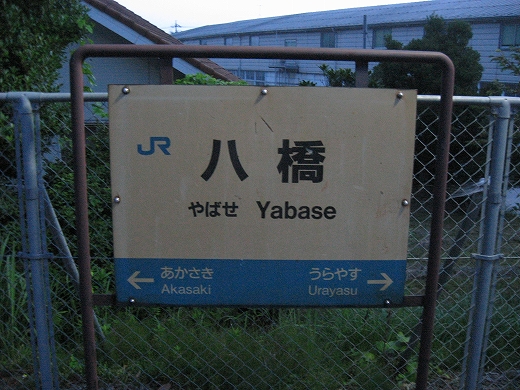 JR
八橋
やばせ Yabase
← あかさき うらやす →
Akasaki Urayasu